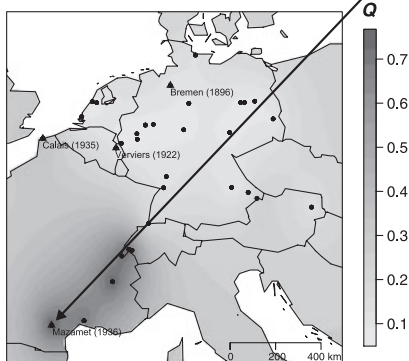 Q
0.7
0.6
0.5
0.4
0.3
0.2
0.1
Bremen (1896)
Calais (1935)
Verviers (1922)
Mazamet (1936)
0 200 400 km